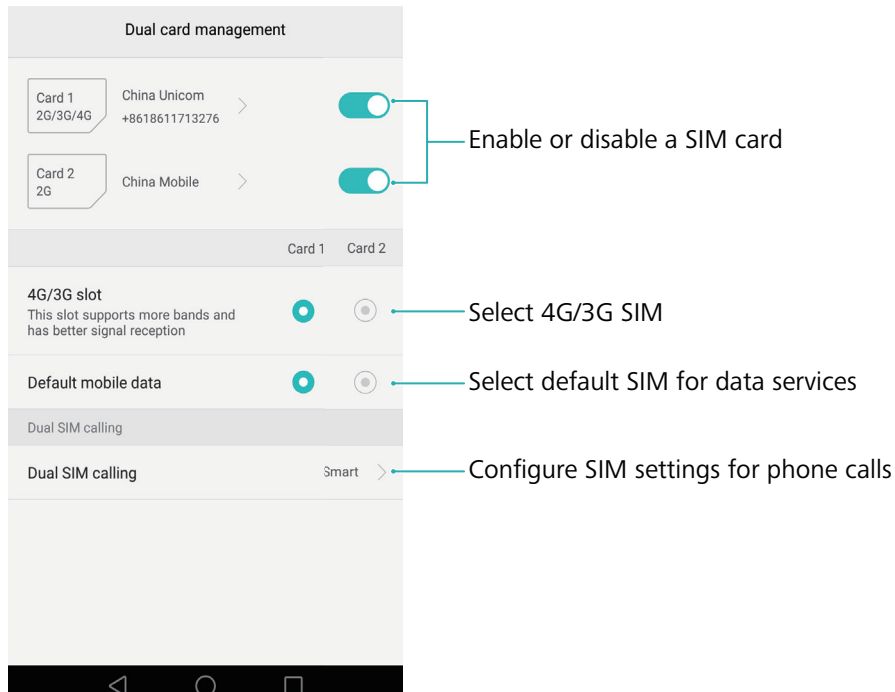 Dual card management
Card 1
2G/3G/4G
China Unicom
+8618611713276
Card 2
2G
China Mobile
Enable or disable a SIM card
Card 1 Card 2
4G/3G slot
This slot supports more bands and
has better signal reception
Select 4G/3G SIM
Default mobile data
Select default SIM for data services
Dual SIM calling
Dual SIM calling
Smart
Configure SIM settings for phone calls